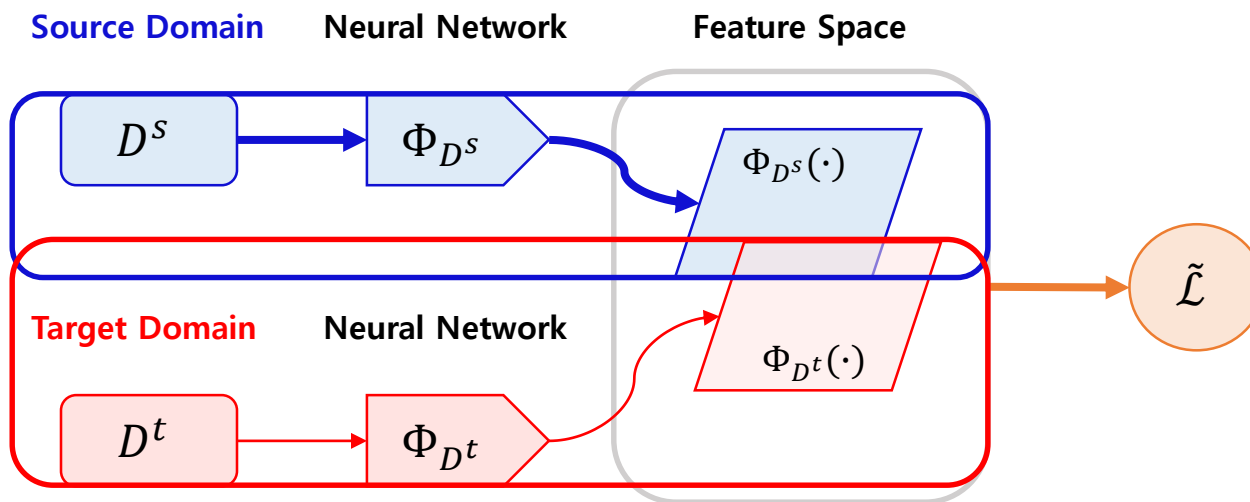 Source Domain Neural Network Feature Space
D^s Φ_{D^s} Φ_{D^s}(·)
ℒ̃
Target Domain Neural Network
Φ_{D^t}(·)
D^t Φ_{D^t}